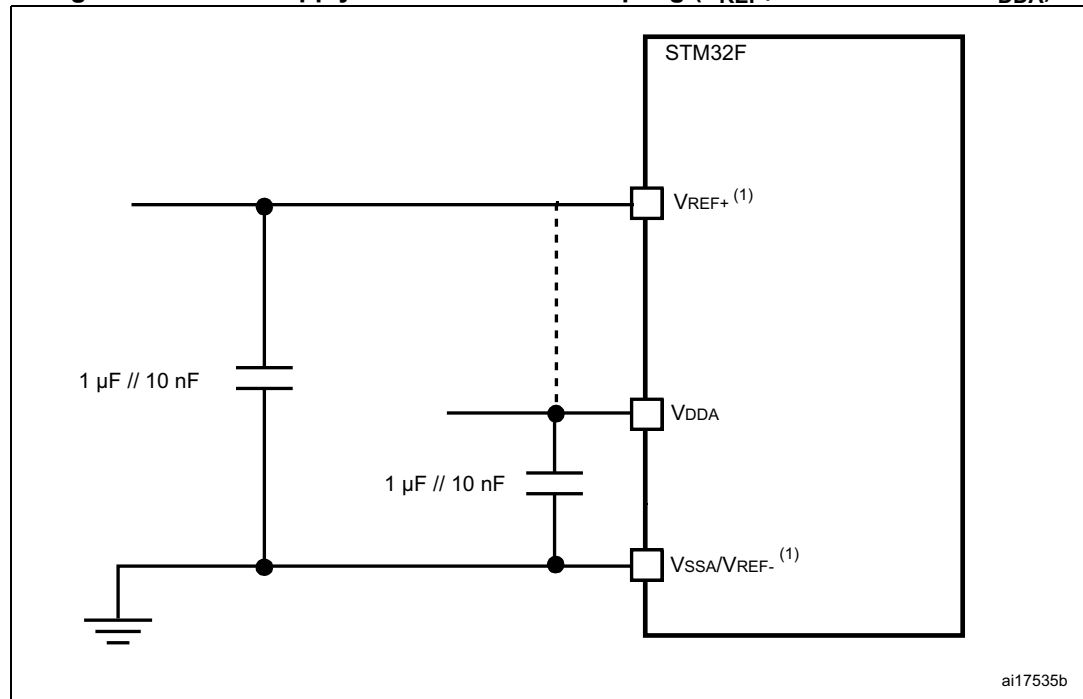 STM32F
VREF+ (1)
1 µF // 10 nF
VDDA
1 µF // 10 nF
VSSA/VREF- (1)
ai17535b